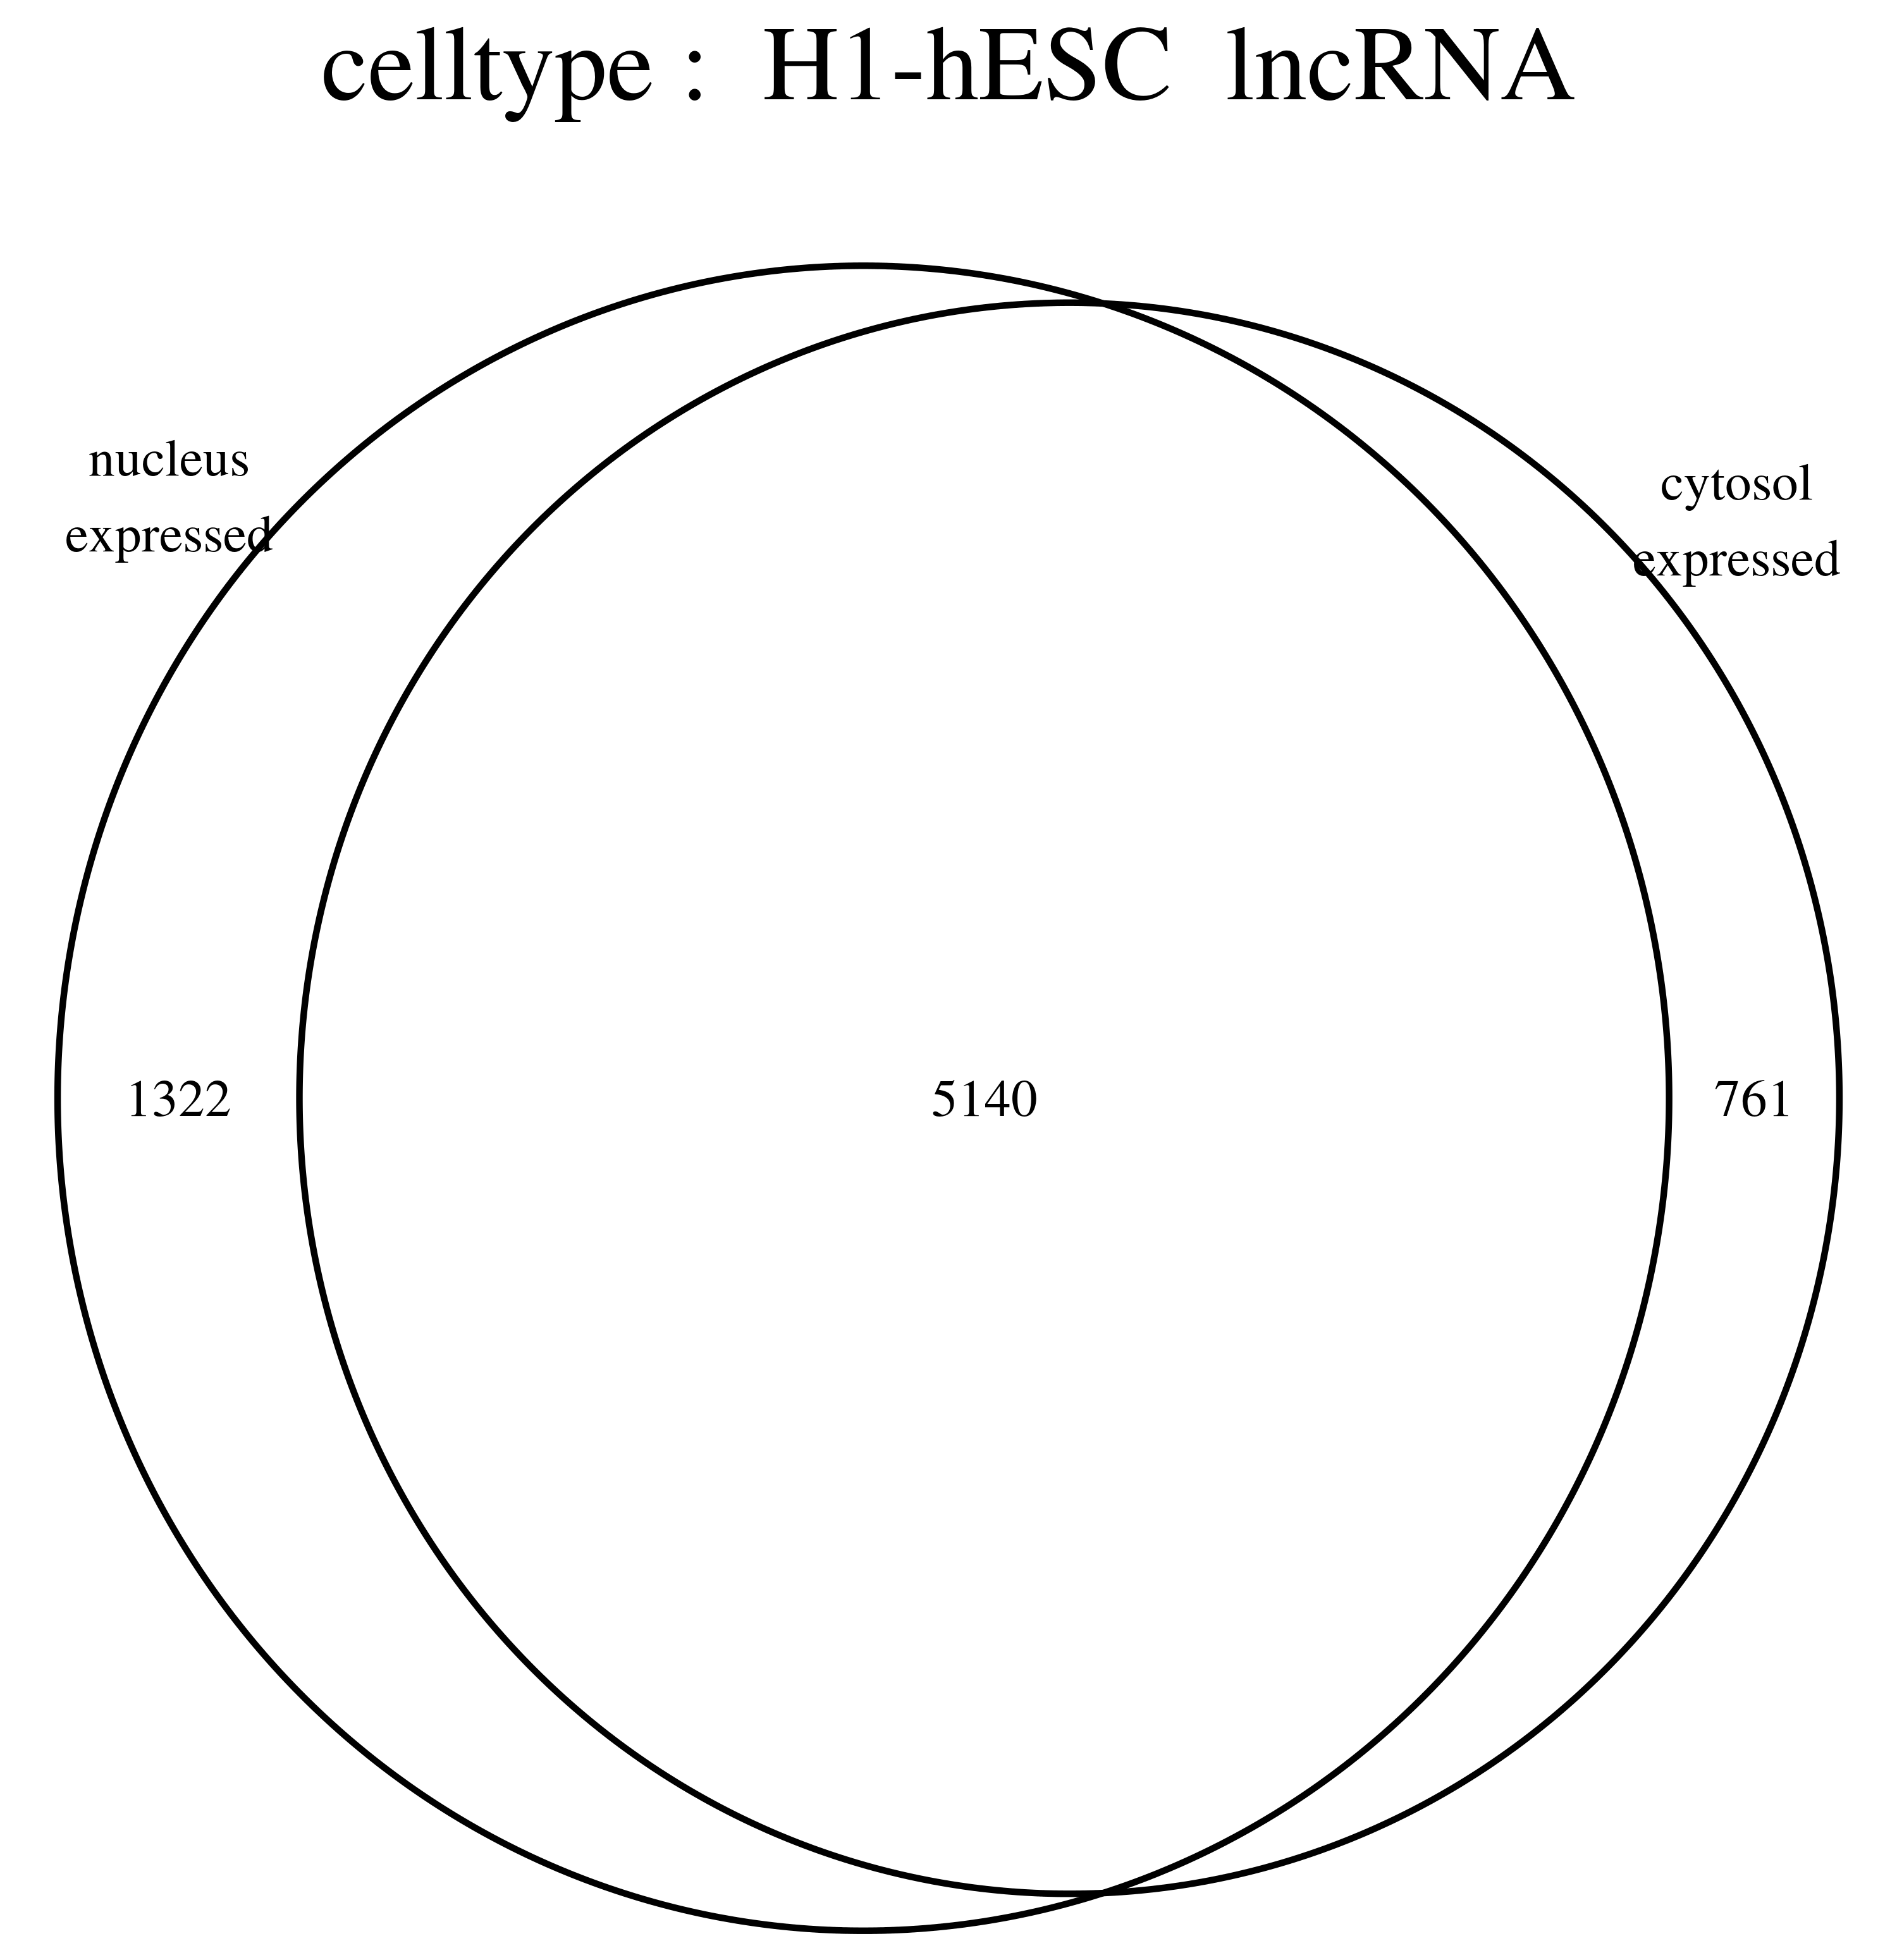 celltype : H1-hESC lncRNA
nucleus
expressed
cytosol
expressed
1322
5140
761